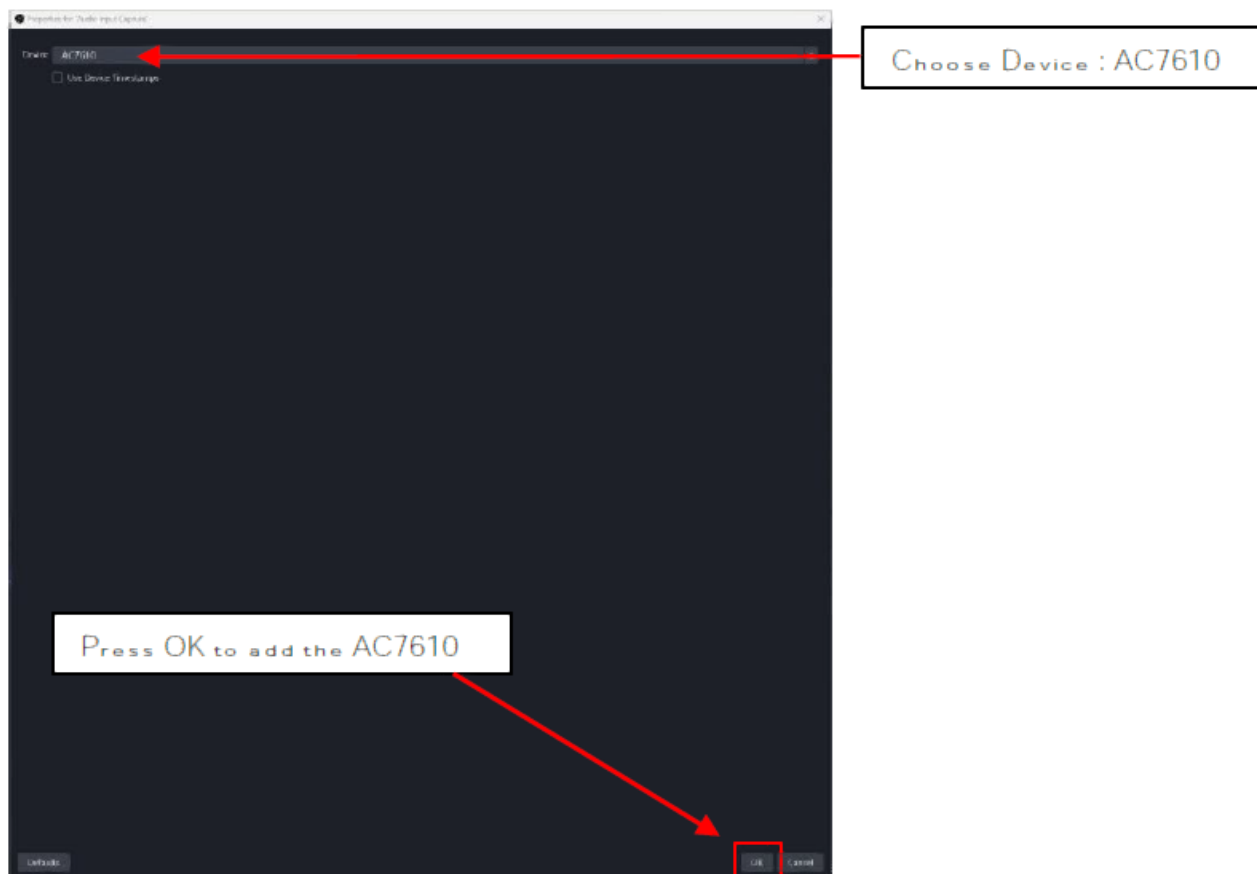 Properties for 'Audio Input Capture'
Device AC7610
Choose Device : AC7610
Use Device Timestamps
Press OK to add the AC7610
Defaults
OK
Cancel